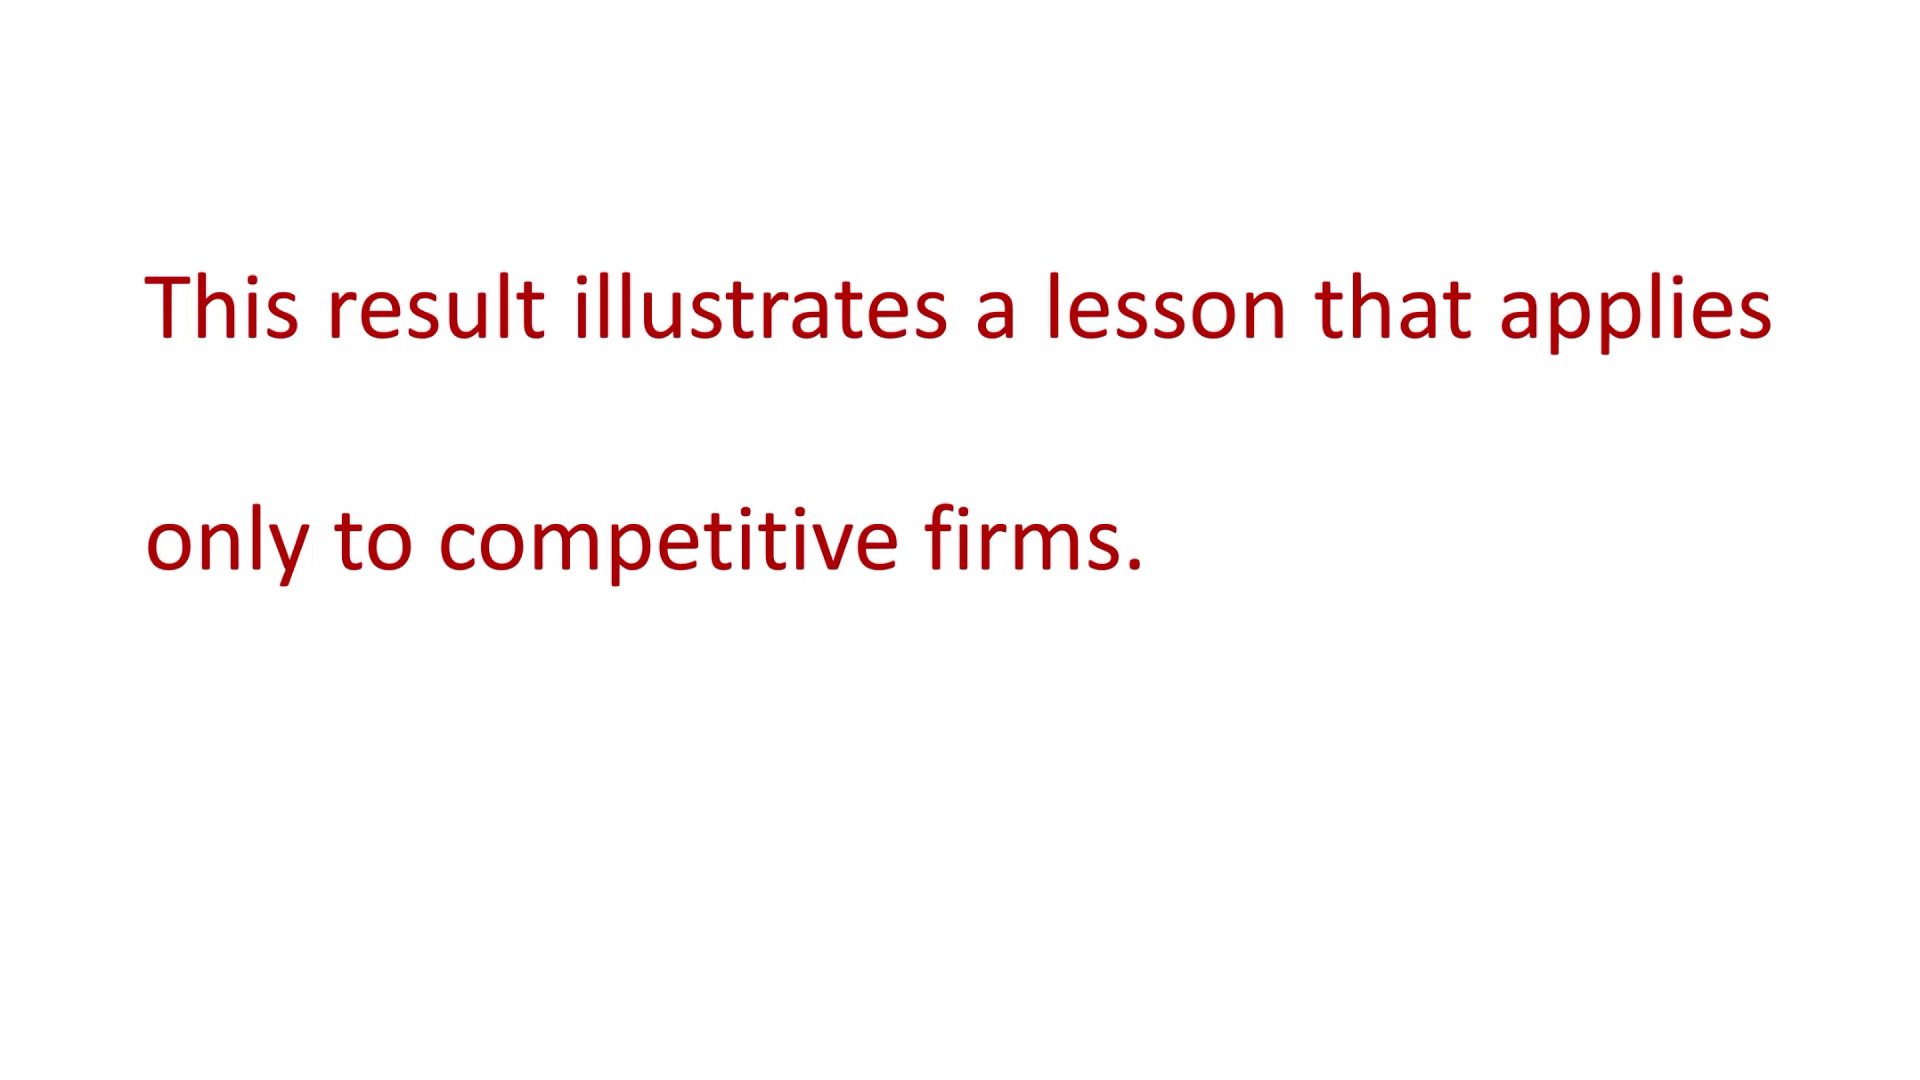 This result illustrates a lesson that applies
only to competitive firms.